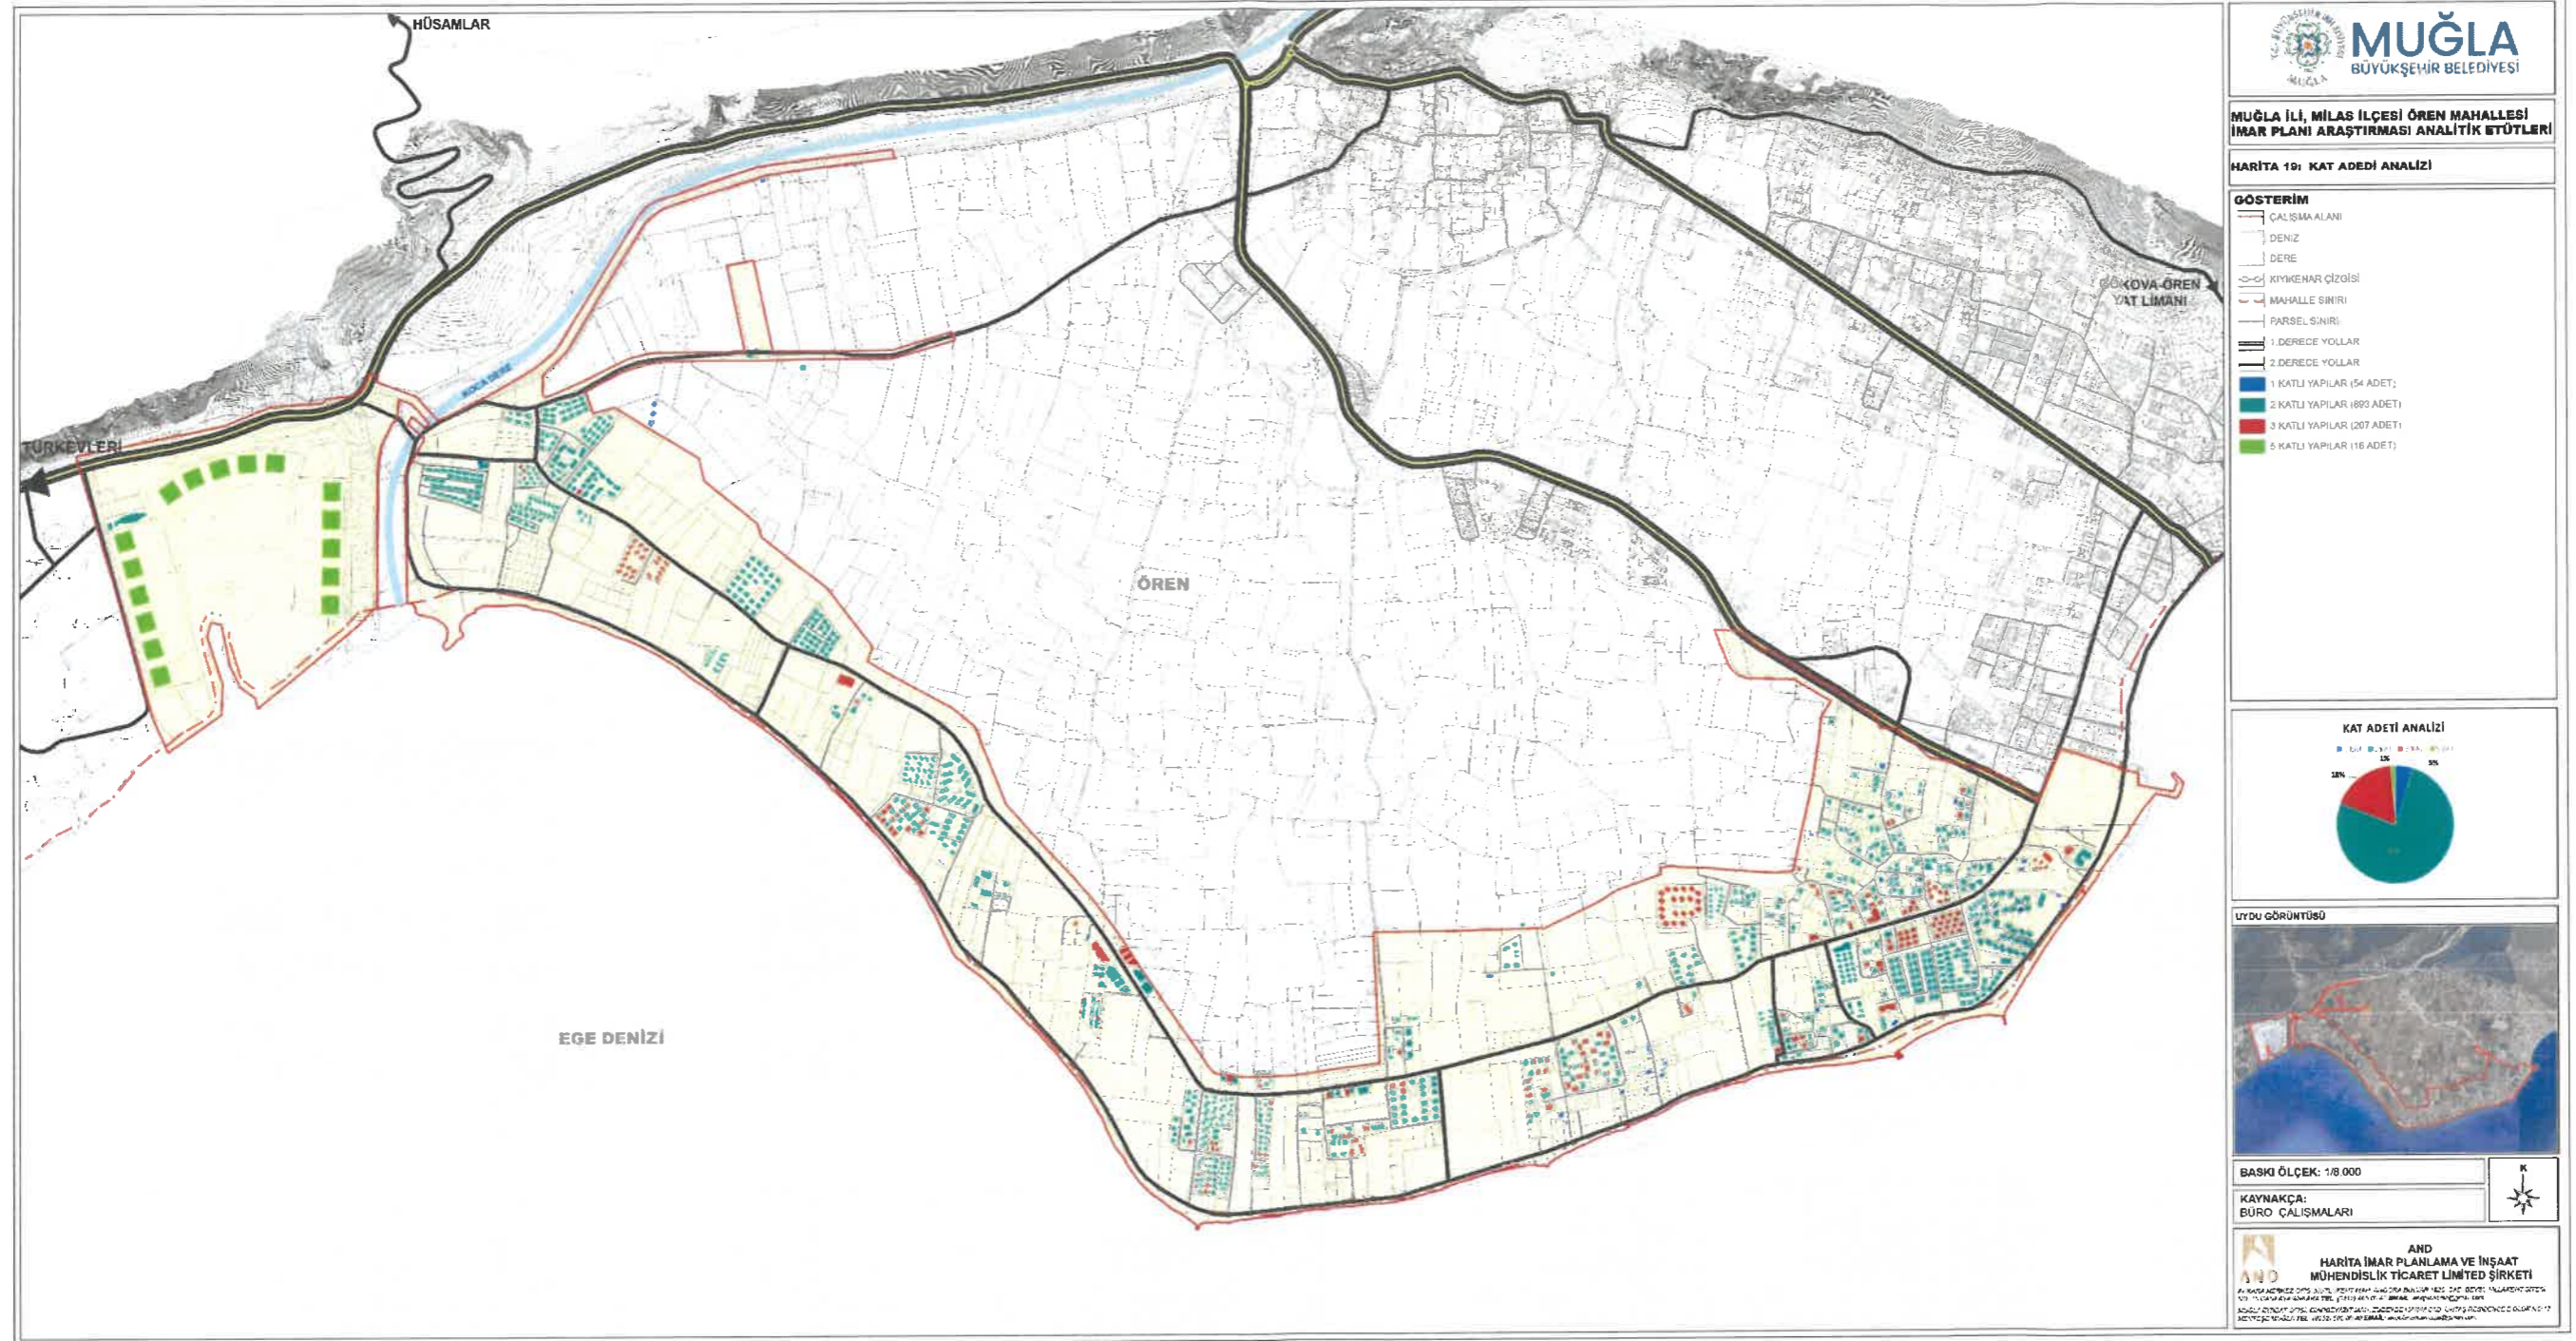 HÜSAMLAR
TÜRKEVLERİ
KOCADERE
ÖREN
EGE DENİZİ
GÖKOVA-ÖREN
YAT LİMANI
MUĞLA
BÜYÜKŞEHİR BELEDİYESİ
MUĞLA
MUĞLA İLİ, MİLAS İLÇESİ ÖREN MAHALLESİ
İMAR PLANI ARAŞTIRMASI ANALİTİK ETÜTLERİ
HARİTA 19: KAT ADEDİ ANALİZİ
GÖSTERİM
ÇALIŞMA ALANI
DENİZ
DERE
KIYI KENAR ÇİZGİSİ
MAHALLE SINIRI
PARSEL SINIRI
1.DERECE YOLLAR
2.DERECE YOLLAR
1 KATLI YAPILAR (54 ADET)
2 KATLI YAPILAR (893 ADET)
3 KATLI YAPILAR (207 ADET)
5 KATLI YAPILAR (16 ADET)
KAT ADETİ ANALİZİ
18%
1%
5%
UYDU GÖRÜNTÜSÜ
BASKI ÖLÇEK: 1/8.000
K
KAYNAKÇA:
BÜRO ÇALIŞMALARI
AND
AND
HARİTA İMAR PLANLAMA VE İNŞAAT
MÜHENDİSLİK TİCARET LİMİTED ŞİRKETİ